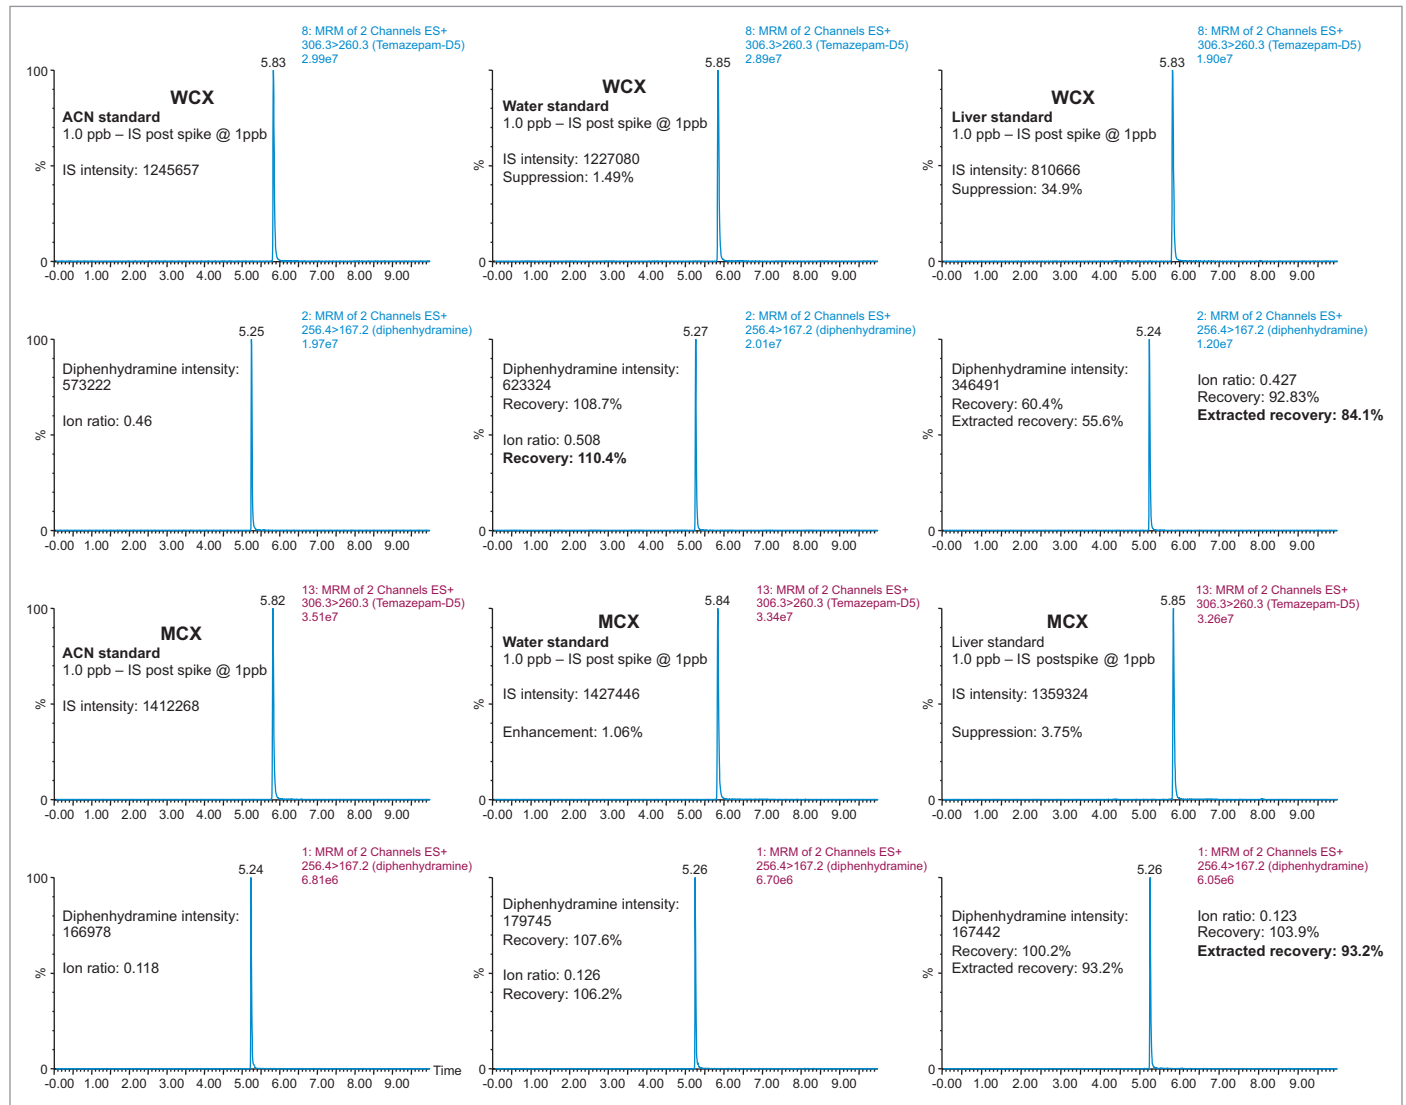 8: MRM of 2 Channels ES+
306.3>260.3 (Temazepam-D5)
2.99e7
5.83
100
WCX
ACN standard
1.0 ppb – IS post spike @ 1ppb
%
IS intensity: 1245657
0
-0.00 1.00 2.00 3.00 4.00 5.00 6.00 7.00 8.00 9.00
8: MRM of 2 Channels ES+
306.3>260.3 (Temazepam-D5)
2.89e7
5.85
WCX
Water standard
1.0 ppb – IS post spike @ 1ppb
%
IS intensity: 1227080
Suppression: 1.49%
0
-0.00 1.00 2.00 3.00 4.00 5.00 6.00 7.00 8.00 9.00
8: MRM of 2 Channels ES+
306.3>260.3 (Temazepam-D5)
1.90e7
5.83
WCX
Liver standard
1.0 ppb – IS post spike @ 1ppb
%
IS intensity: 810666
Suppression: 34.9%
0
-0.00 1.00 2.00 3.00 4.00 5.00 6.00 7.00 8.00 9.00
2: MRM of 2 Channels ES+
256.4>167.2 (diphenhydramine)
1.97e7
5.25
100
Diphenhydramine intensity:
573222
Ion ratio: 0.46
%
0
-0.00 1.00 2.00 3.00 4.00 5.00 6.00 7.00 8.00 9.00
2: MRM of 2 Channels ES+
256.4>167.2 (diphenhydramine)
2.01e7
5.27
Diphenhydramine intensity:
623324
Recovery: 108.7%
%
Ion ratio: 0.508
Recovery: 110.4%
0
-0.00 1.00 2.00 3.00 4.00 5.00 6.00 7.00 8.00 9.00
2: MRM of 2 Channels ES+
256.4>167.2 (diphenhydramine)
1.20e7
5.24
Diphenhydramine intensity:
346491
Recovery: 60.4%
Extracted recovery: 55.6%
Ion ratio: 0.427
Recovery: 92.83%
Extracted recovery: 84.1%
%
0
-0.00 1.00 2.00 3.00 4.00 5.00 6.00 7.00 8.00 9.00
13: MRM of 2 Channels ES+
306.3>260.3 (Temazepam-D5)
3.51e7
5.82
100
MCX
ACN standard
1.0 ppb – IS post spike @ 1ppb
%
IS intensity: 1412268
0
-0.00 1.00 2.00 3.00 4.00 5.00 6.00 7.00 8.00 9.00
13: MRM of 2 Channels ES+
306.3>260.3 (Temazepam-D5)
3.34e7
5.84
MCX
Water standard
1.0 ppb – IS post spike @ 1ppb
%
IS intensity: 1427446
Enhancement: 1.06%
0
-0.00 1.00 2.00 3.00 4.00 5.00 6.00 7.00 8.00 9.00
13: MRM of 2 Channels ES+
306.3>260.3 (Temazepam-D5)
3.26e7
5.85
MCX
Liver standard
1.0 ppb – IS postspike @ 1ppb
%
IS intensity: 1359324
Suppression: 3.75%
0
-0.00 1.00 2.00 3.00 4.00 5.00 6.00 7.00 8.00 9.00
1: MRM of 2 Channels ES+
256.4>167.2 (diphenhydramine)
6.81e6
5.24
100
Diphenhydramine intensity:
166978
Ion ratio: 0.118
%
0
Time
-0.00 1.00 2.00 3.00 4.00 5.00 6.00 7.00 8.00 9.00
1: MRM of 2 Channels ES+
256.4>167.2 (diphenhydramine)
6.70e6
5.26
Diphenhydramine intensity:
179745
Recovery: 107.6%
%
Ion ratio: 0.126
Recovery: 106.2%
0
-0.00 1.00 2.00 3.00 4.00 5.00 6.00 7.00 8.00 9.00
1: MRM of 2 Channels ES+
256.4>167.2 (diphenhydramine)
6.05e6
5.26
Diphenhydramine intensity:
167442
Recovery: 100.2%
Extracted recovery: 93.2%
Ion ratio: 0.123
Recovery: 103.9%
Extracted recovery: 93.2%
%
0
-0.00 1.00 2.00 3.00 4.00 5.00 6.00 7.00 8.00 9.00